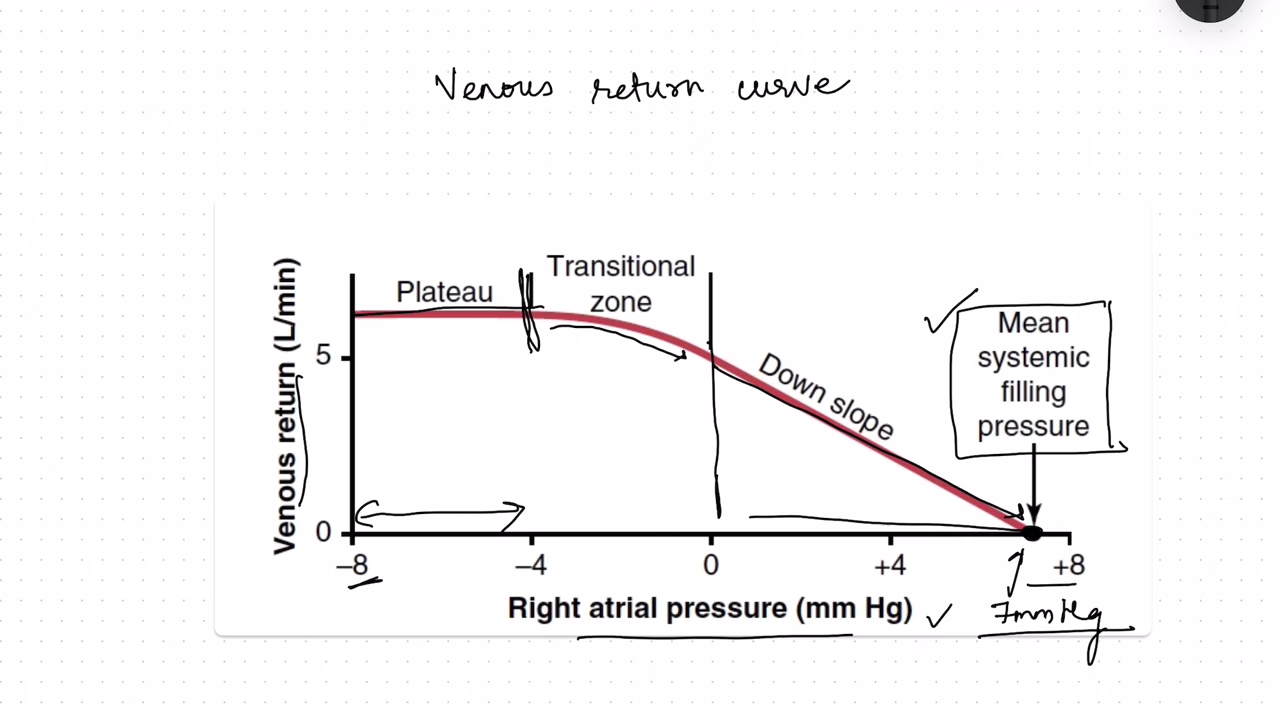 Venous return curve
Transitional
zone
Plateau
Mean
systemic
filling
pressure
Down slope
Venous return (L/min)
5
0
–8
–4
0
+4
+8
Right atrial pressure (mm Hg)
7mm Hg